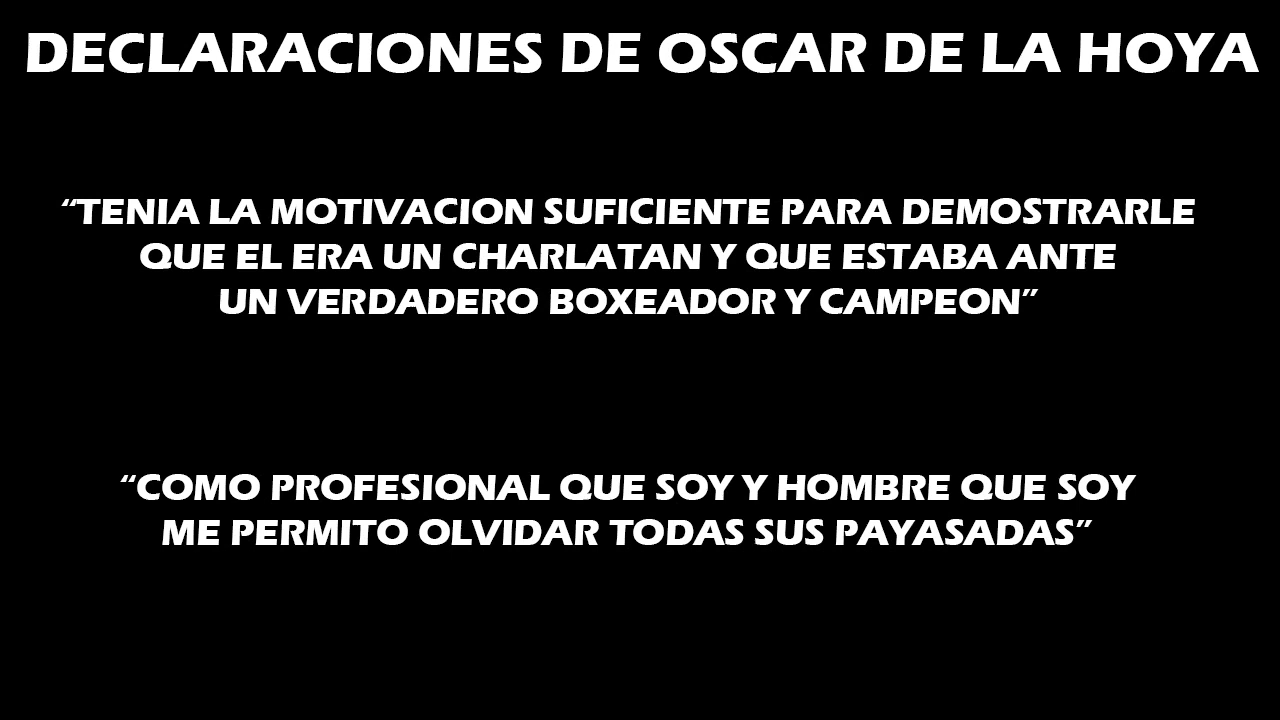 DECLARACIONES DE OSCAR DE LA HOYA
“TENIA LA MOTIVACION SUFICIENTE PARA DEMOSTRARLE
QUE EL ERA UN CHARLATAN Y QUE ESTABA ANTE
UN VERDADERO BOXEADOR Y CAMPEON”
“COMO PROFESIONAL QUE SOY Y HOMBRE QUE SOY
ME PERMITO OLVIDAR TODAS SUS PAYASADAS”